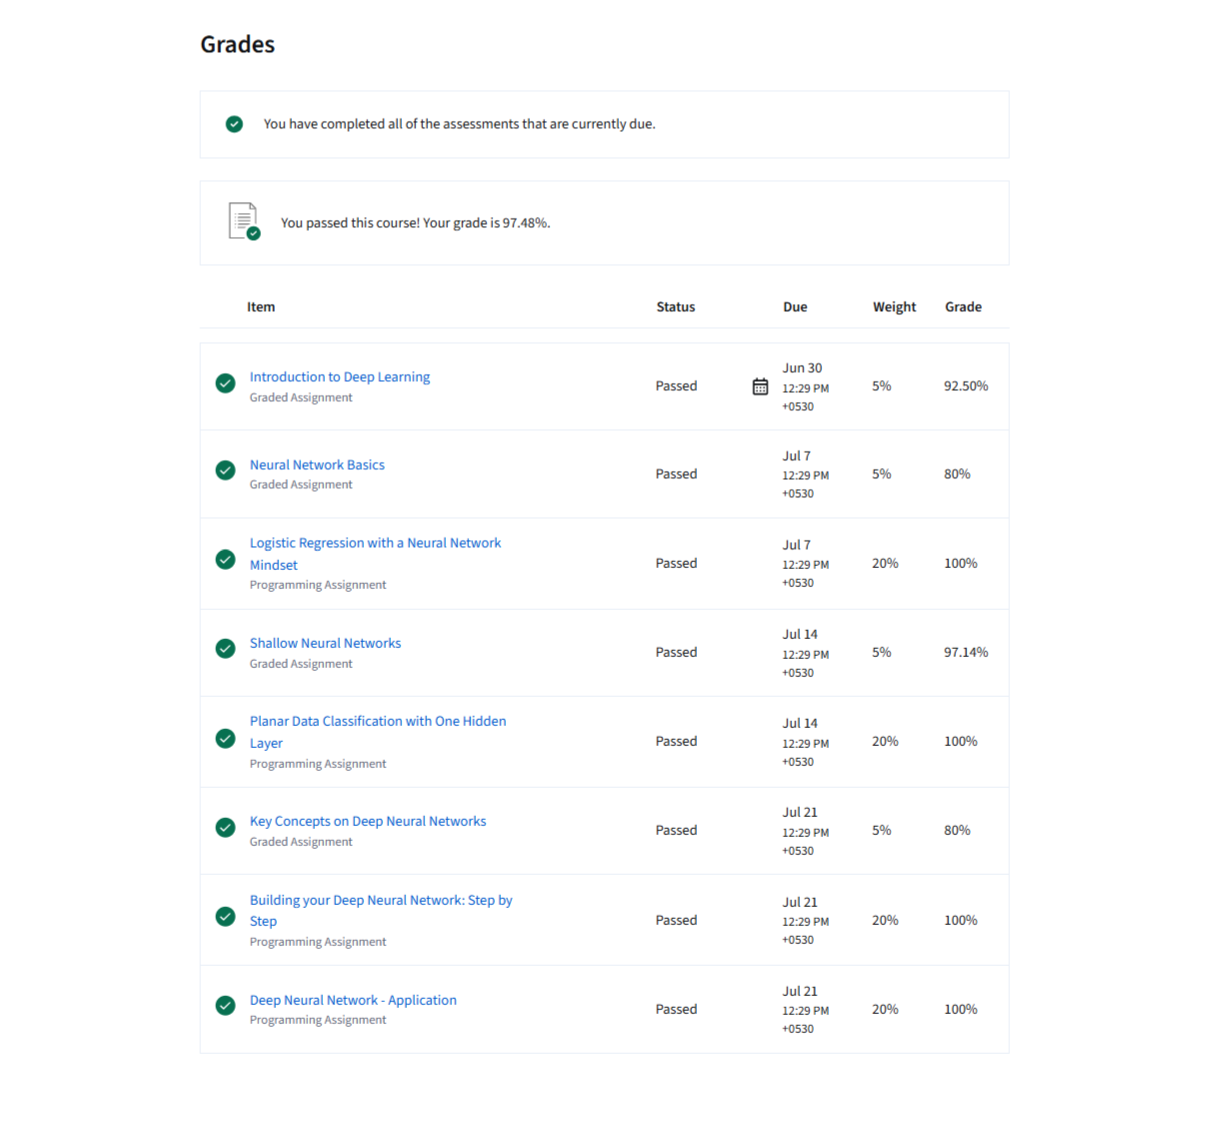 Grades
You have completed all of the assessments that are currently due.
You passed this course! Your grade is 97.48%.
Item Status Due Weight Grade
Introduction to Deep Learning
Graded Assignment
Passed
Jun 30
12:29 PM
+0530
5%
92.50%
Neural Network Basics
Graded Assignment
Passed
Jul 7
12:29 PM
+0530
5%
80%
Logistic Regression with a Neural Network
Mindset
Programming Assignment
Passed
Jul 7
12:29 PM
+0530
20%
100%
Shallow Neural Networks
Graded Assignment
Passed
Jul 14
12:29 PM
+0530
5%
97.14%
Planar Data Classification with One Hidden
Layer
Programming Assignment
Passed
Jul 14
12:29 PM
+0530
20%
100%
Key Concepts on Deep Neural Networks
Graded Assignment
Passed
Jul 21
12:29 PM
+0530
5%
80%
Building your Deep Neural Network: Step by
Step
Programming Assignment
Passed
Jul 21
12:29 PM
+0530
20%
100%
Deep Neural Network - Application
Programming Assignment
Passed
Jul 21
12:29 PM
+0530
20%
100%